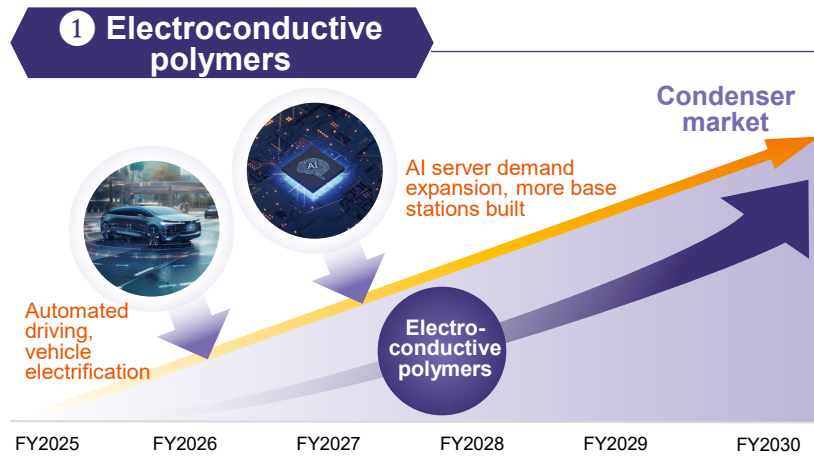 ❶ Electroconductive
polymers
Condenser
market
AI
AI server demand
expansion, more base
stations built
Automated
driving,
vehicle
electrification
Electro-
conductive
polymers
FY2025 FY2026 FY2027 FY2028 FY2029 FY2030